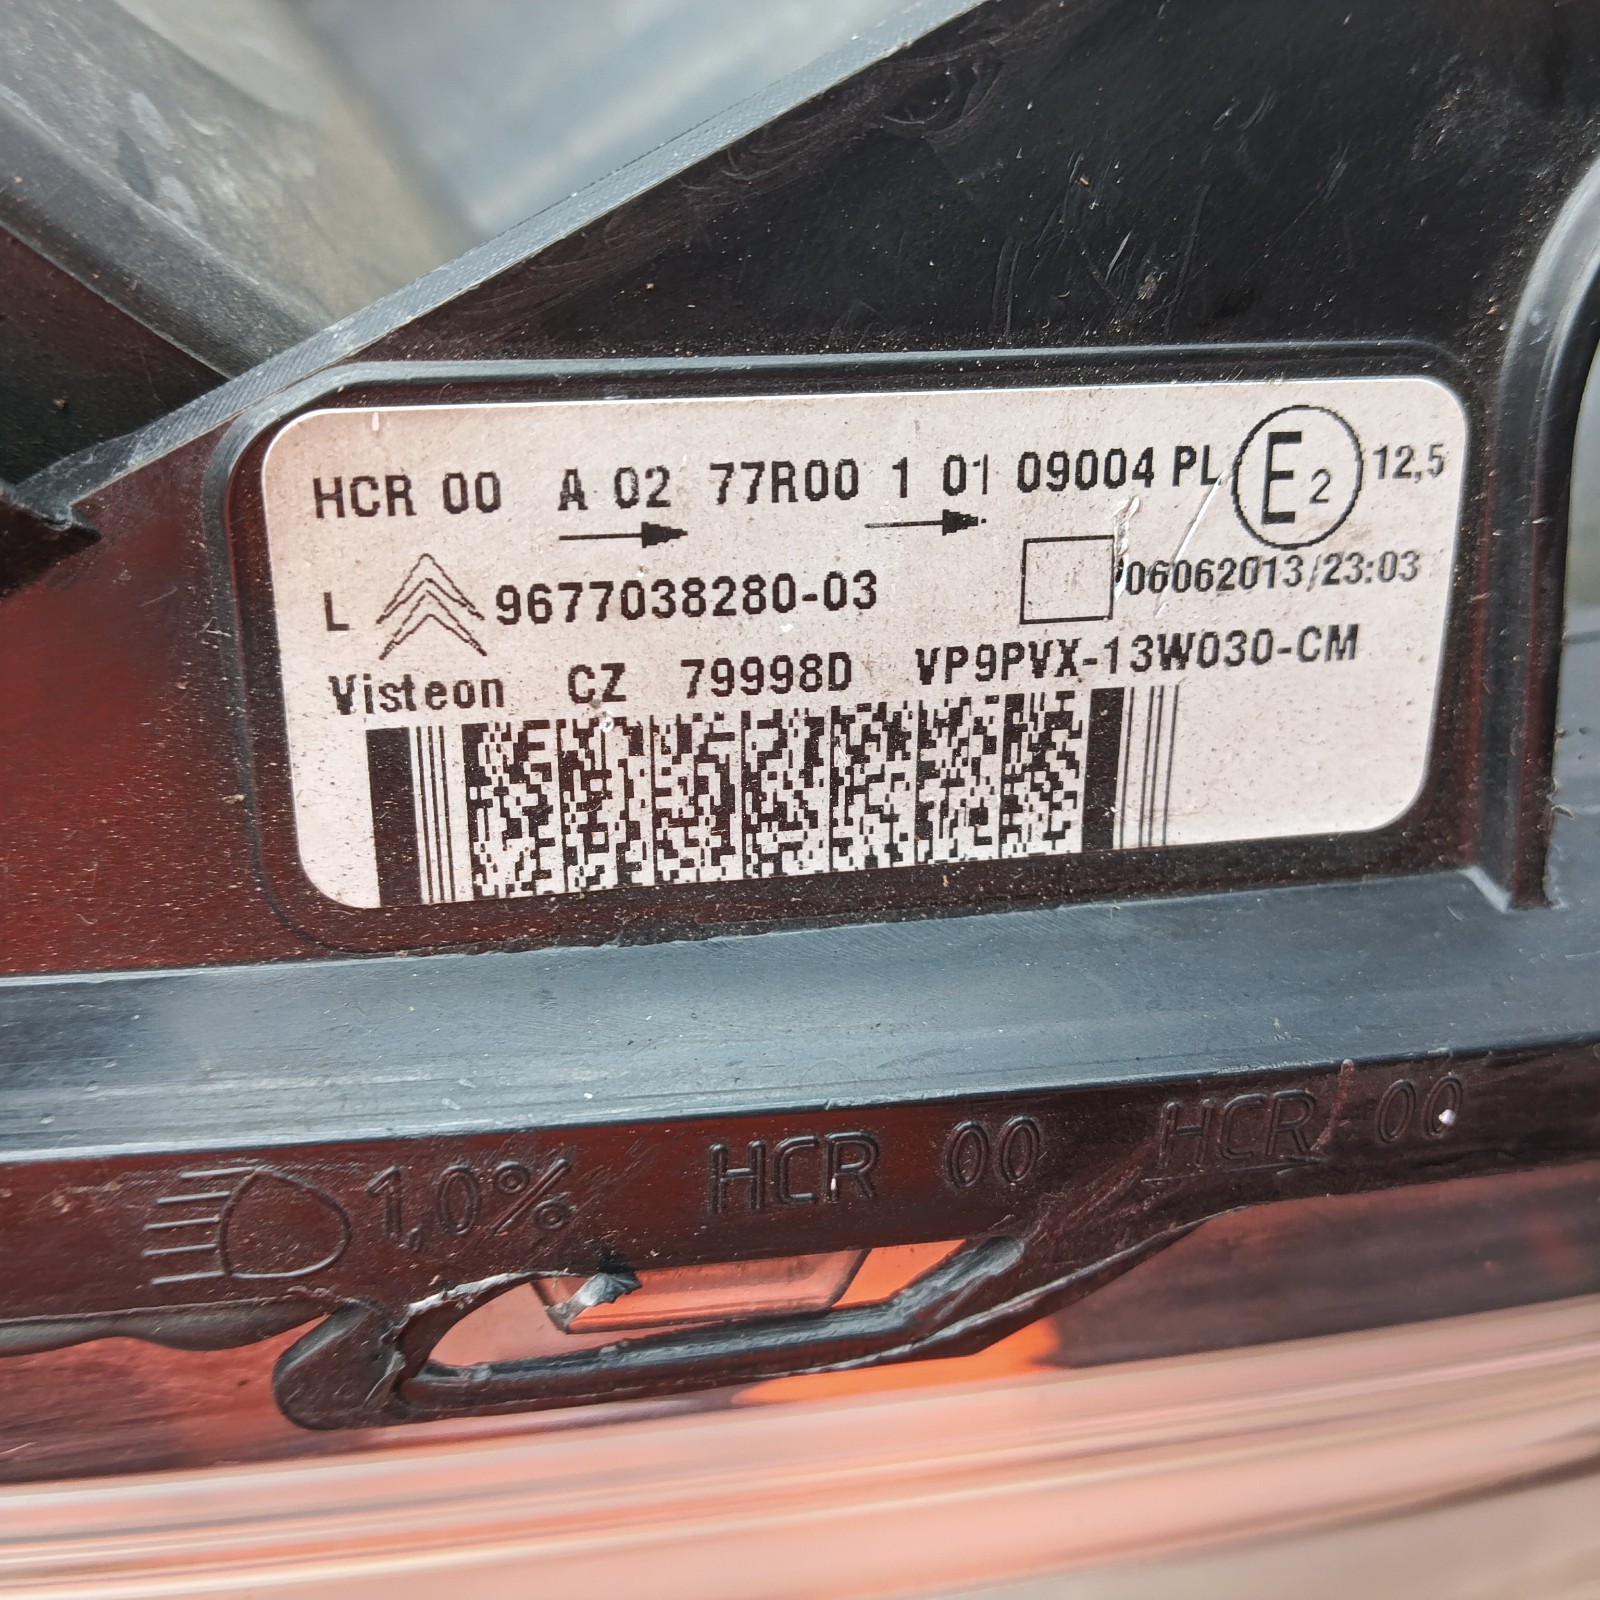 HCR 00 A 02 77R00 1 01 09004 PL E2 12,5
L 9677038280-03 06062013/23:03
Visteon CZ 79998D VP9PVX-13W030-CM
1,0% HCR 00 HCR 00